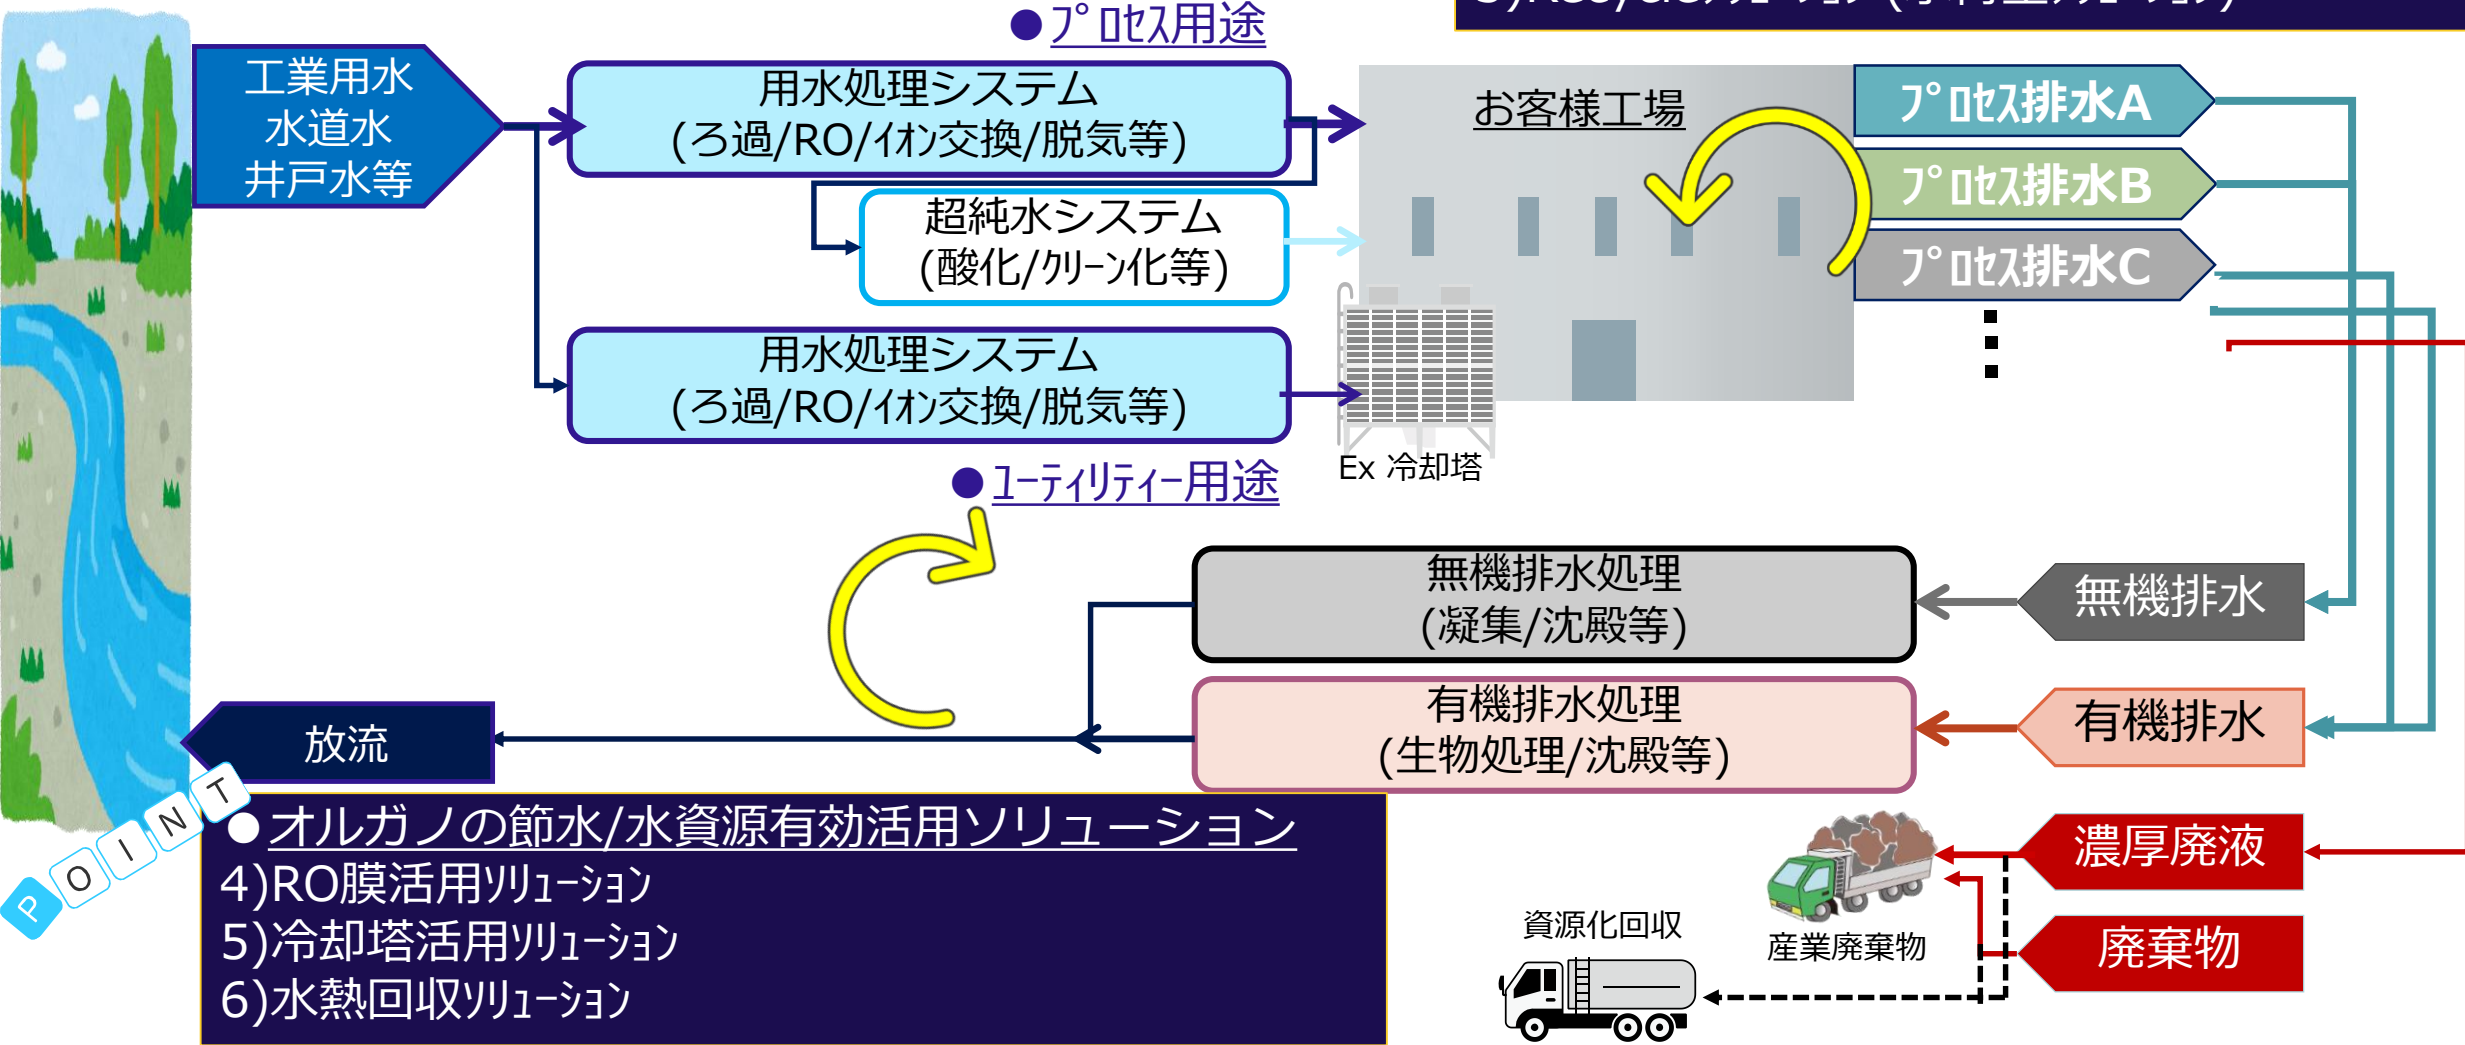 ●ﾌﾟﾛｾｽ用途
工業用水
水道水
井戸水等
用水処理システム
(ろ過/RO/ｲｵﾝ交換/脱気等)
超純水システム
(酸化/ｸﾘｰﾝ化等)
用水処理システム
(ろ過/RO/ｲｵﾝ交換/脱気等)
●ﾕｰﾃｨﾘﾃｨｰ用途
お客様工場
Ex 冷却塔
ﾌﾟﾛｾｽ排水A
ﾌﾟﾛｾｽ排水B
ﾌﾟﾛｾｽ排水C
無機排水処理
(凝集/沈殿等)
無機排水
有機排水処理
(生物処理/沈殿等)
有機排水
放流
POINT
●オルガノの節水/水資源有効活用ソリューション
4)RO膜活用ｿﾘｭｰｼｮﾝ
5)冷却塔活用ｿﾘｭｰｼｮﾝ
6)水熱回収ｿﾘｭｰｼｮﾝ
濃厚廃液
廃棄物
産業廃棄物
資源化回収